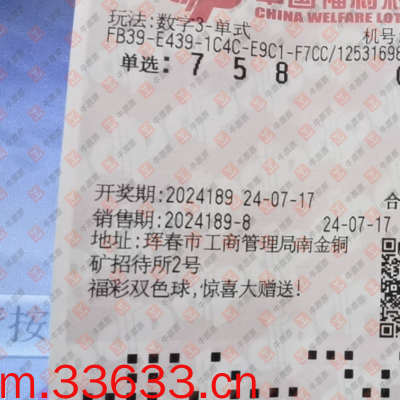 CHINA WELFARE LOT
玩法:数字3-单式
机号
FB39-E439-1C4C-E9C1-F7CC/12531698
单选: 7 5 8
开奖期:2024189 24-07-17
销售期:2024189-8 24-07-17
地址:珲春市工商管理局南金铜
矿招待所2号
福彩双色球,惊喜大赠送!
按
m.33633.cn